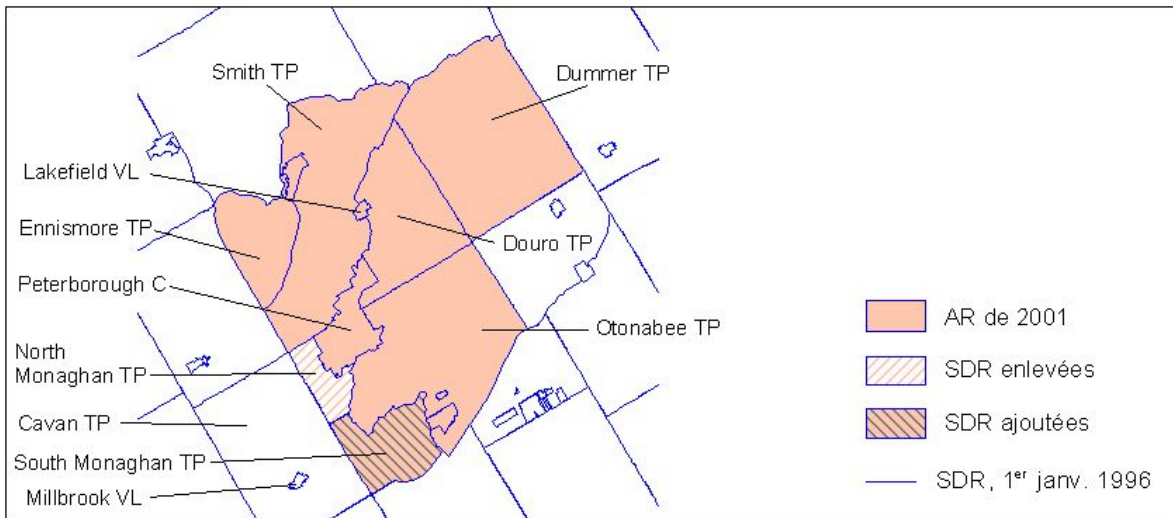 Smith TP
Dummer TP
Lakefield VL
Ennismore TP
Douro TP
Peterborough C
Otonabee TP
North
Monaghan TP
Cavan TP
South Monaghan TP
Millbrook VL
AR de 2001
SDR enlevées
SDR ajoutées
SDR, 1er janv. 1996